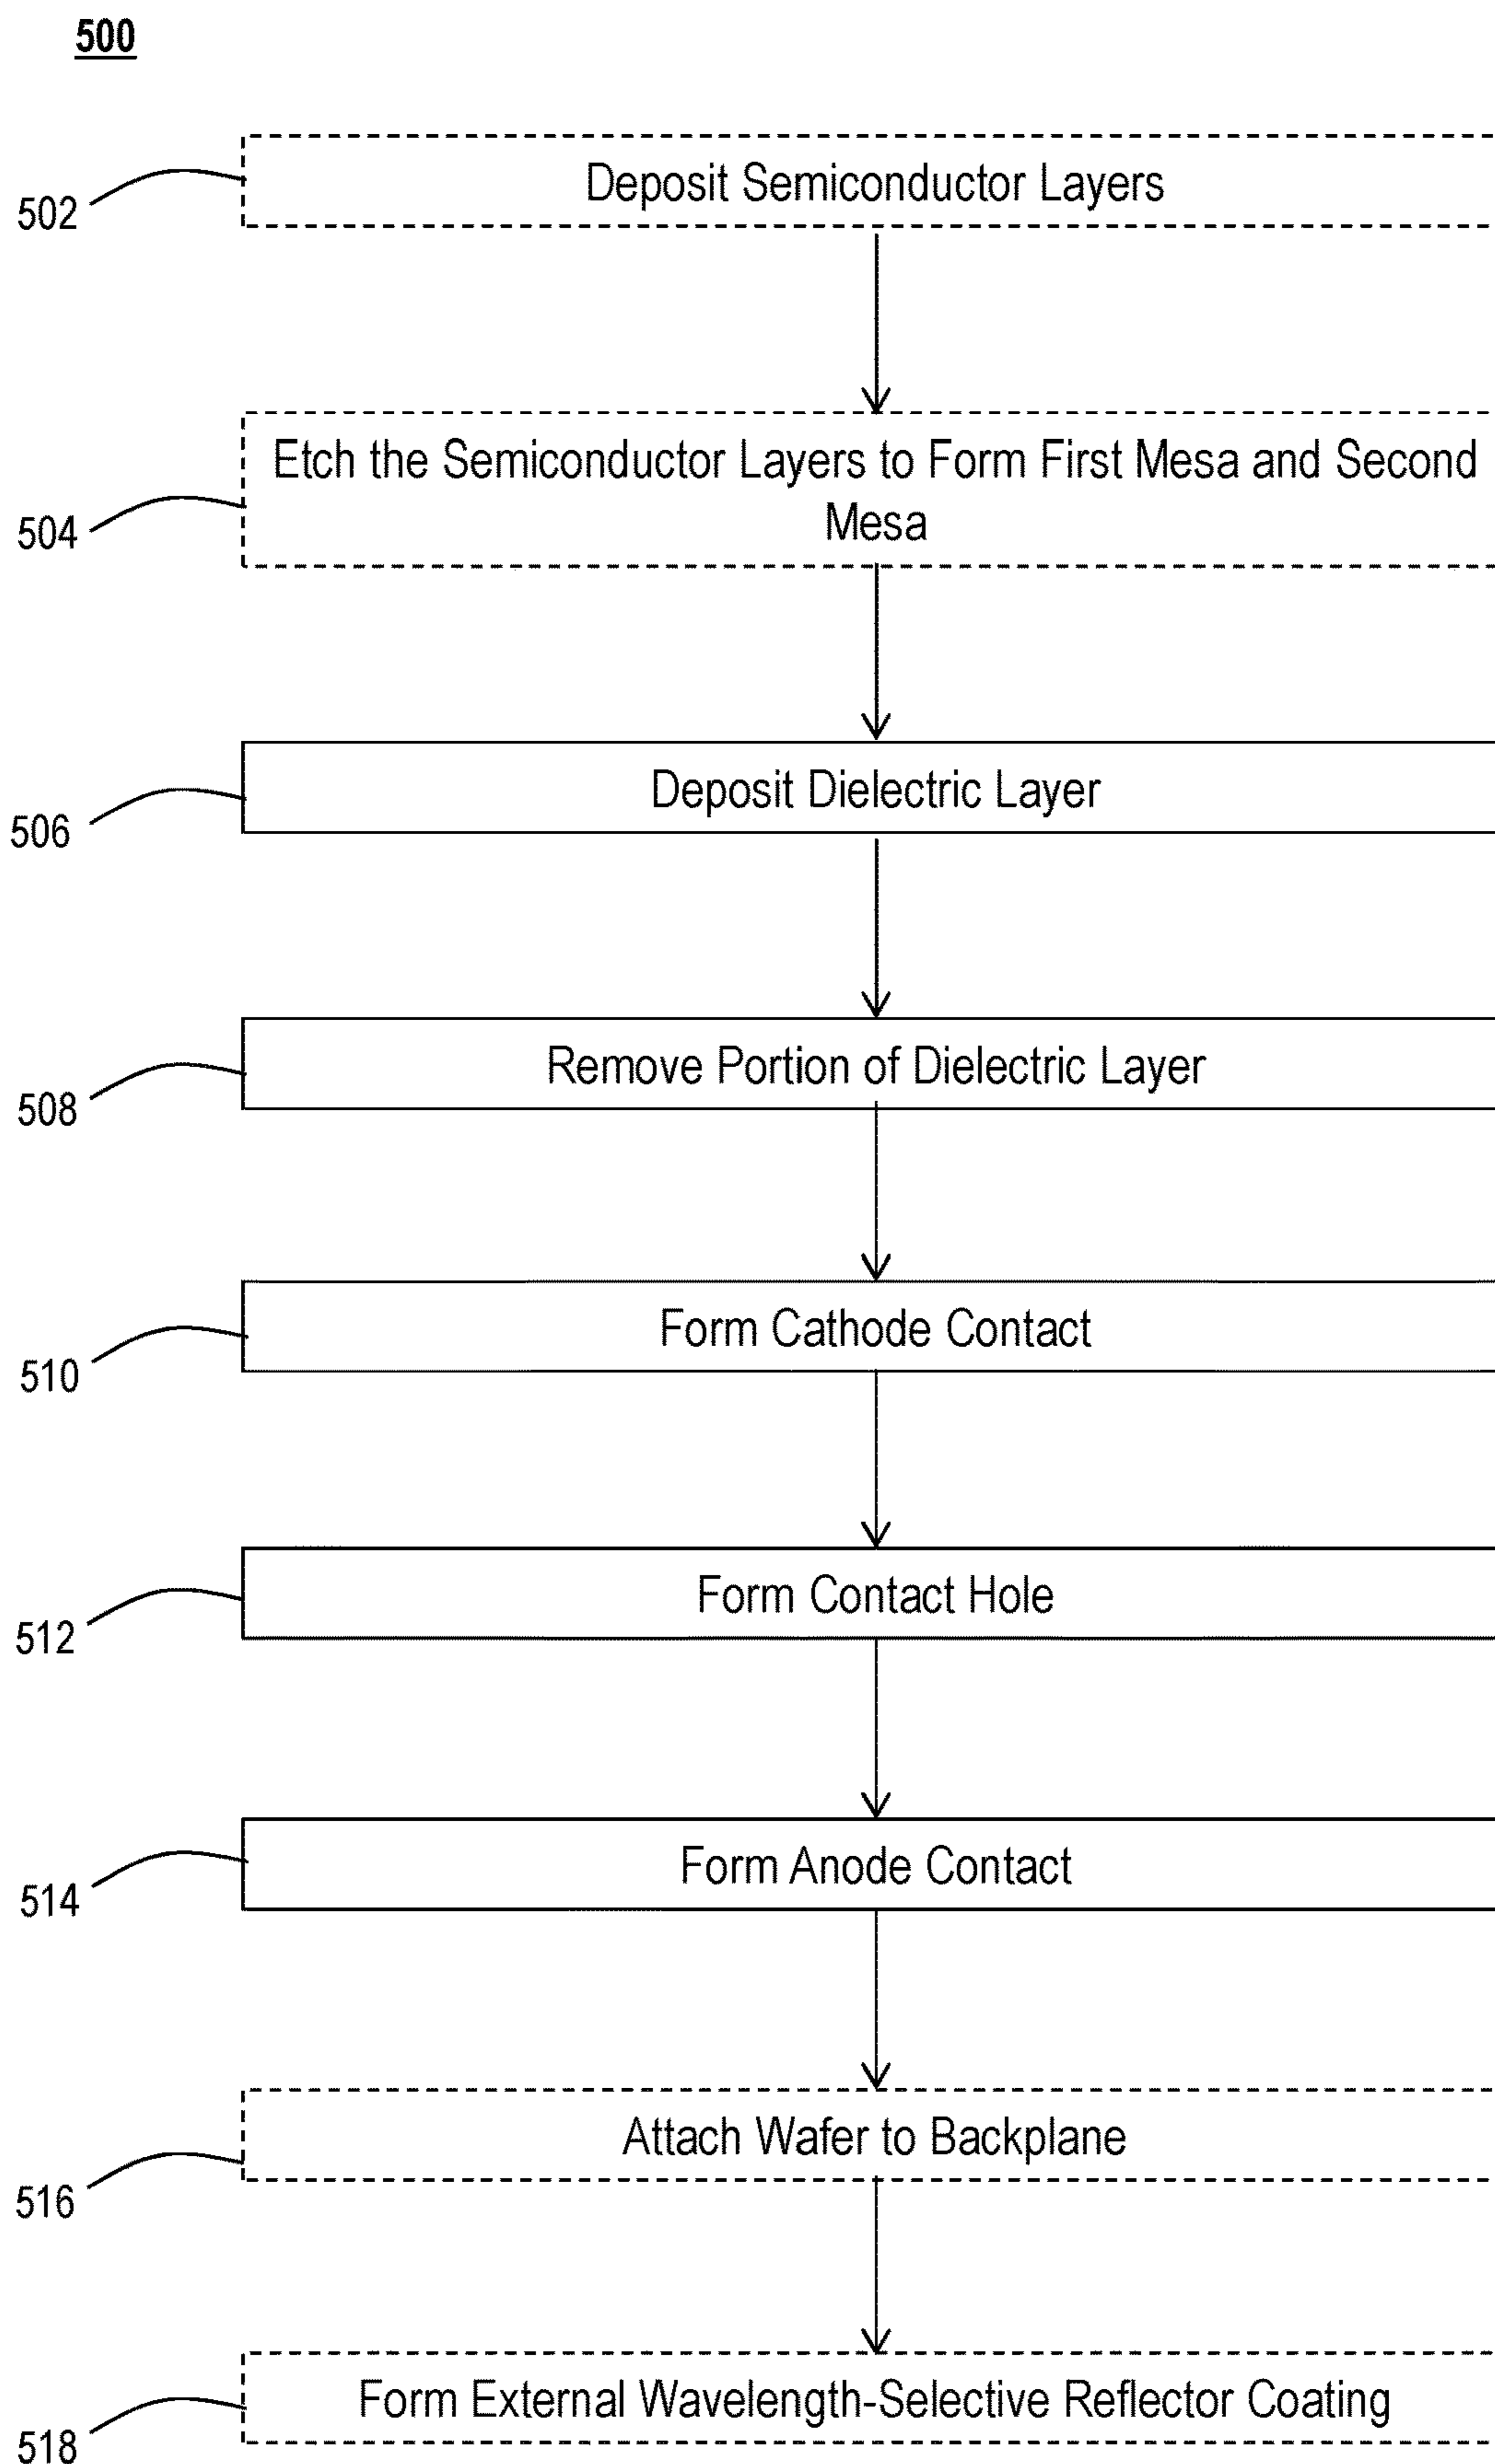 500
Deposit Semiconductor Layers
502
Etch the Semiconductor Layers to Form First Mesa and Second
Mesa
504
Deposit Dielectric Layer
506
Remove Portion of Dielectric Layer
508
Form Cathode Contact
510
Form Contact Hole
512
Form Anode Contact
514
Attach Wafer to Backplane
516
Form External Wavelength-Selective Reflector Coating
518